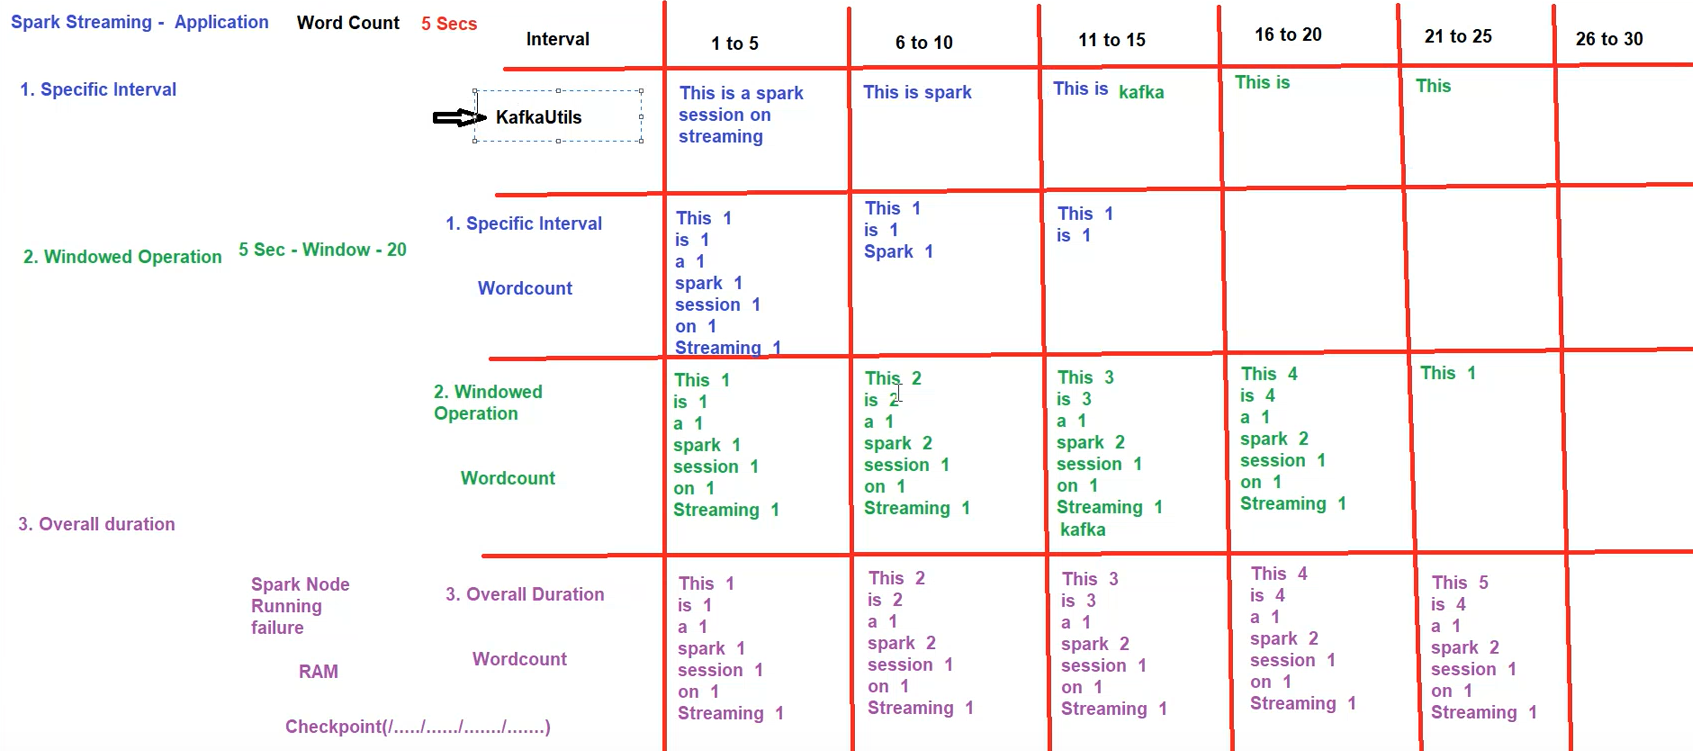 Spark Streaming -  Application Word Count 5 Secs
Interval 1 to 5 6 to 10 11 to 15 16 to 20 21 to 25 26 to 30
1. Specific Interval
KafkaUtils
This is a spark
session on
streaming
This is spark
This is kafka
This is
This
2. Windowed Operation 5 Sec - Window - 20
1. Specific Interval
Wordcount
This 1
is 1
a 1
spark 1
session 1
on 1
Streaming 1
This 1
is 1
Spark 1
This 1
is 1
2. Windowed
Operation
Wordcount
This 1
is 1
a 1
spark 1
session 1
on 1
Streaming 1
This 2
is 2
a 1
spark 2
session 1
on 1
Streaming 1
This 3
is 3
a 1
spark 2
session 1
on 1
Streaming 1
kafka
This 4
is 4
a 1
spark 2
session 1
on 1
Streaming 1
This 1
3. Overall duration
Spark Node
Running
failure
RAM
Checkpoint(/...../....../......./.......)
3. Overall Duration
Wordcount
This 1
is 1
a 1
spark 1
session 1
on 1
Streaming 1
This 2
is 2
a 1
spark 2
session 1
on 1
Streaming 1
This 3
is 3
a 1
spark 2
session 1
on 1
Streaming 1
This 4
is 4
a 1
spark 2
session 1
on 1
Streaming 1
This 5
is 4
a 1
spark 2
session 1
on 1
Streaming 1